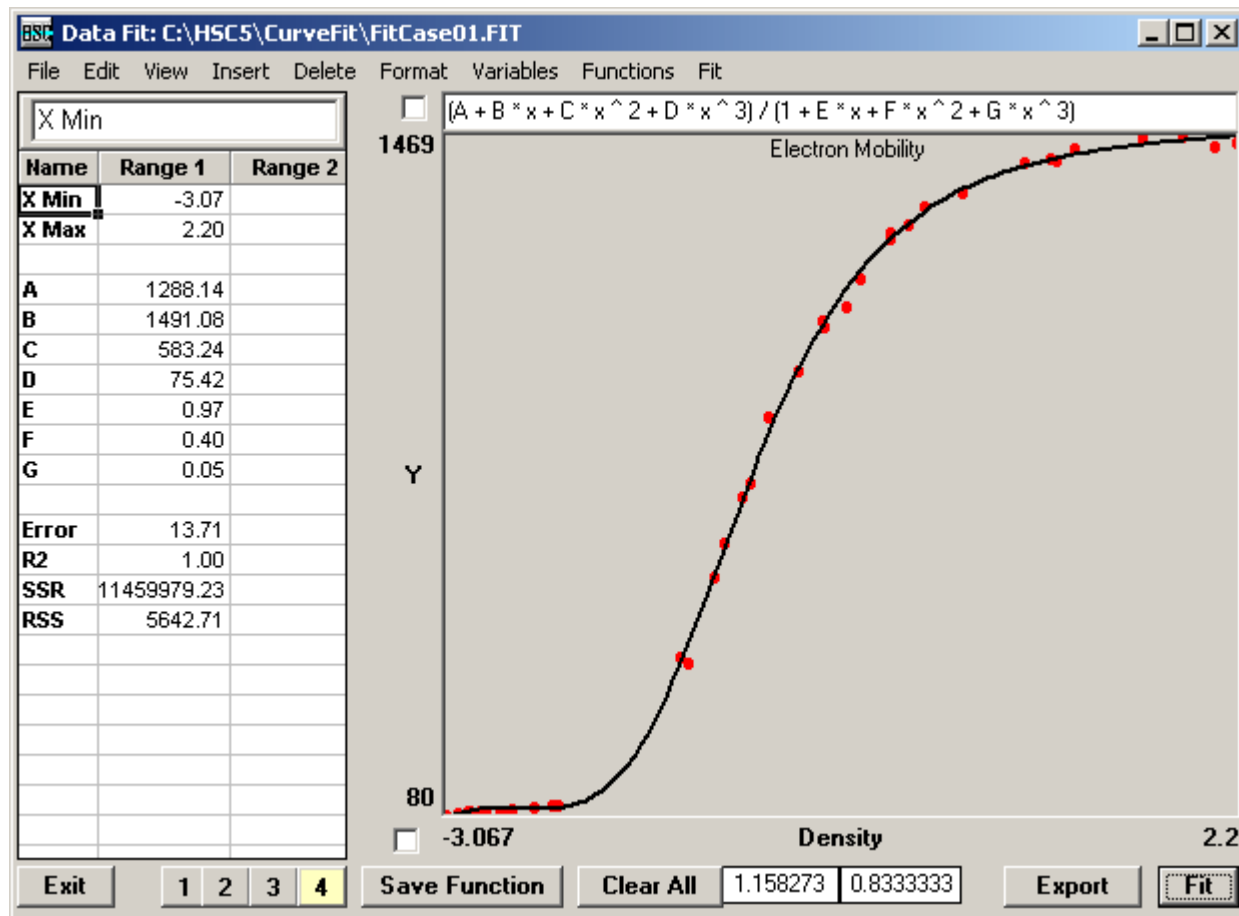 HSC Data Fit: C:\HSC5\CurveFit\FitCase01.FIT
File Edit View Insert Delete Format Variables Functions Fit
X Min
(A + B * x + C * x ^ 2 + D * x ^ 3) / (1 + E * x + F * x ^ 2 + G * x ^ 3)
Name Range 1 Range 2
X Min -3.07
X Max 2.20
A 1288.14
B 1491.08
C 583.24
D 75.42
E 0.97
F 0.40
G 0.05
Error 13.71
R2 1.00
SSR 11459979.23
RSS 5642.71
1469
Electron Mobility
Y
80
-3.067 Density 2.2
Exit 1 2 3 4 Save Function Clear All 1.158273 0.8333333 Export Fit